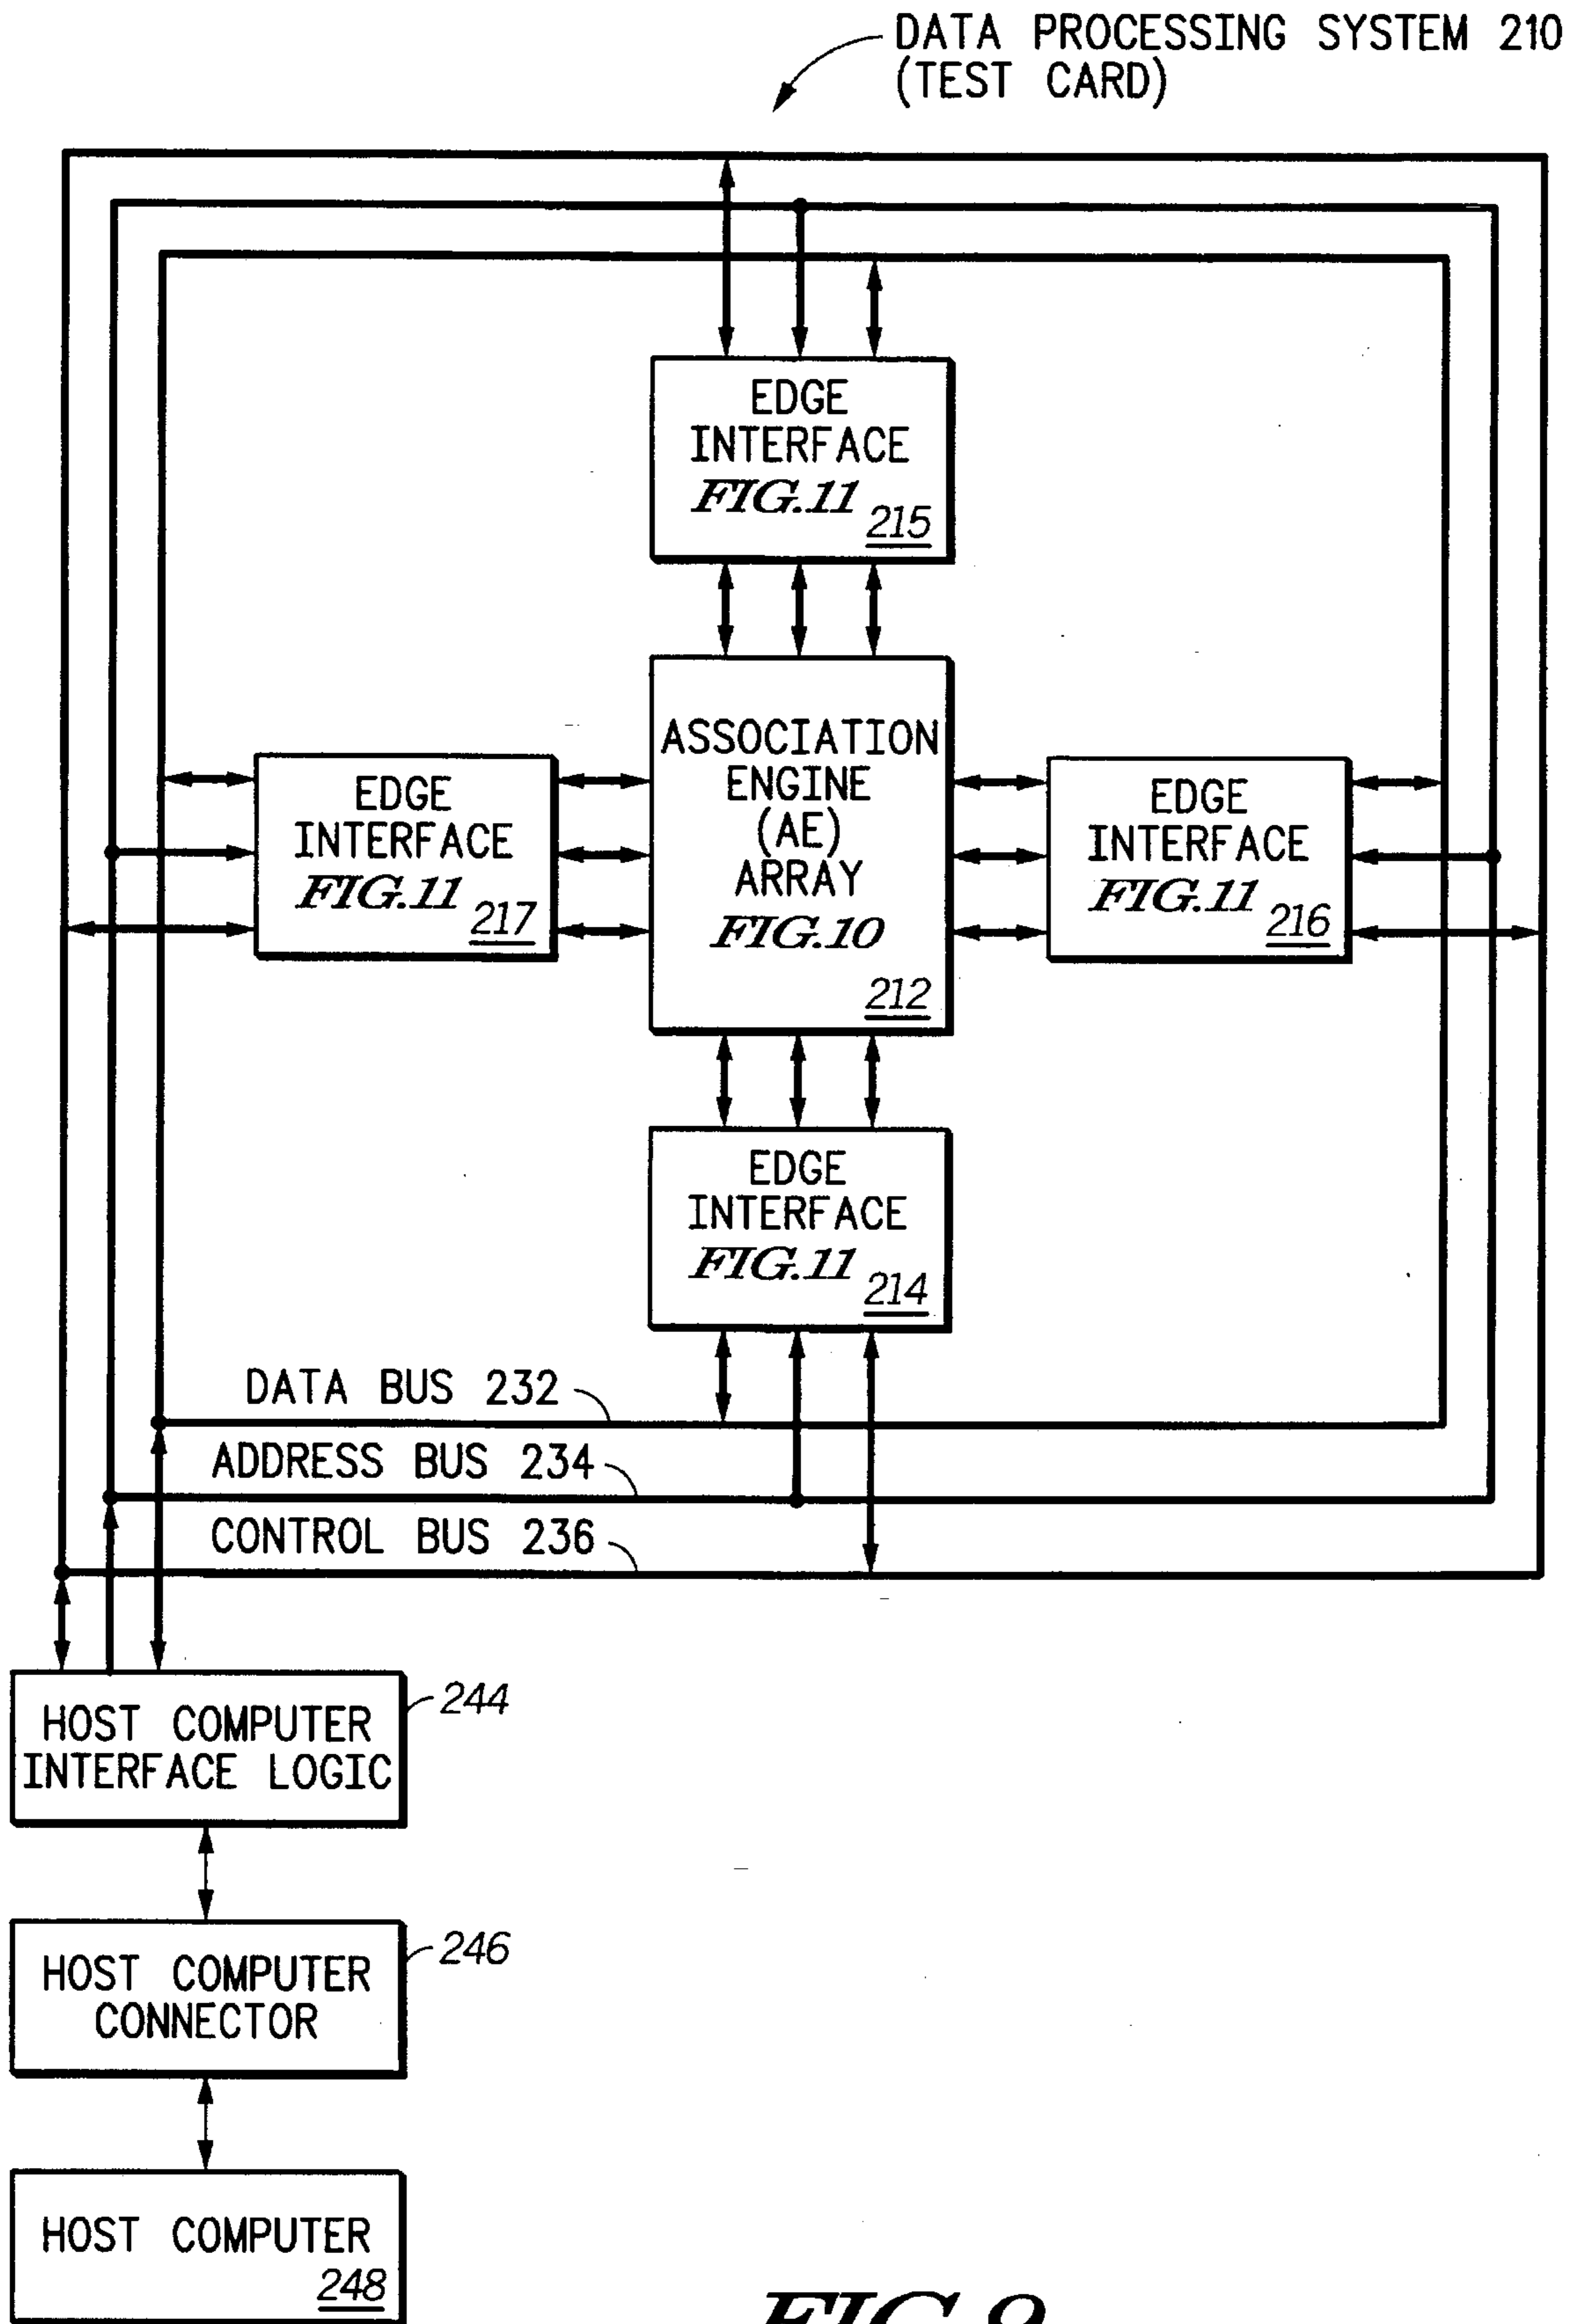 DATA PROCESSING SYSTEM 210
(TEST CARD)
EDGE
INTERFACE
FIG.11
215
ASSOCIATION
ENGINE
(AE)
ARRAY
FIG.10
212
EDGE
INTERFACE
FIG.11
217
EDGE
INTERFACE
FIG.11
216
EDGE
INTERFACE
FIG.11
214
DATA BUS 232
ADDRESS BUS 234
CONTROL BUS 236
HOST COMPUTER
INTERFACE LOGIC
244
HOST COMPUTER
CONNECTOR
246
HOST COMPUTER
248